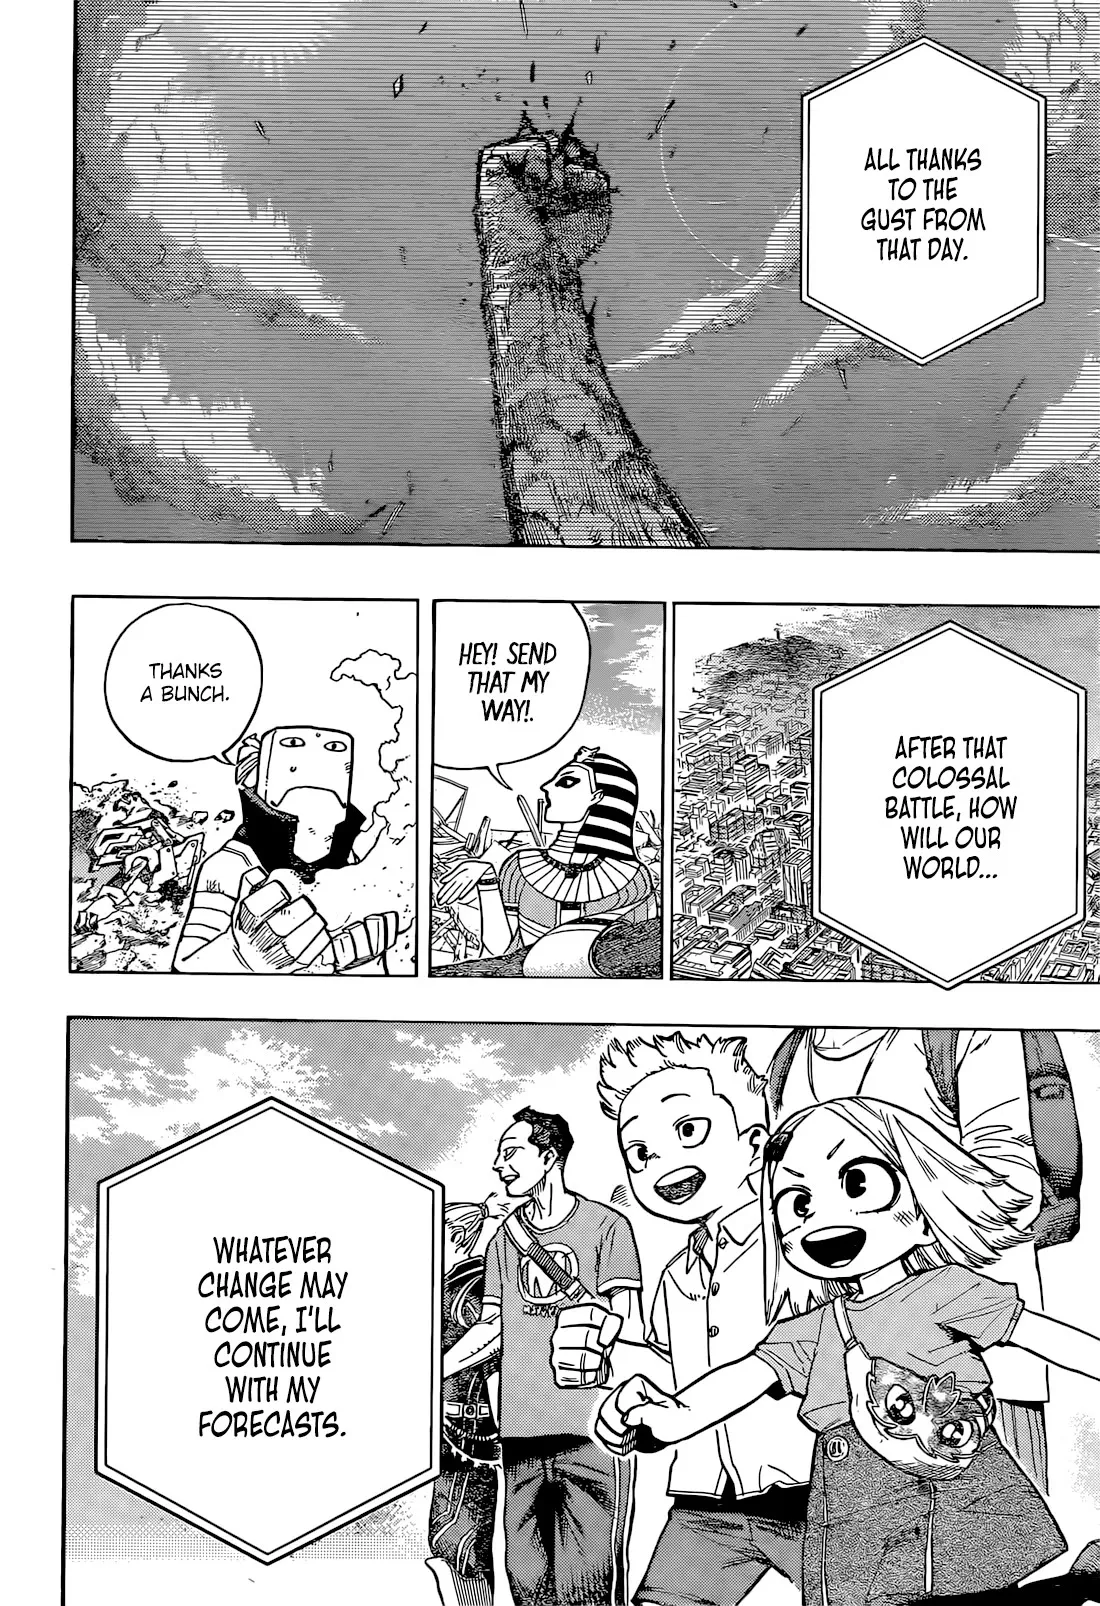 ALL THANKS
TO THE
GUST FROM
THAT DAY.
AFTER THAT
COLOSSAL
BATTLE, HOW
WILL OUR
WORLD...
HEY! SEND
THAT MY
WAY!.
THANKS
A BUNCH.
WHATEVER
CHANGE MAY
COME, I'LL
CONTINUE
WITH MY
FORECASTS.